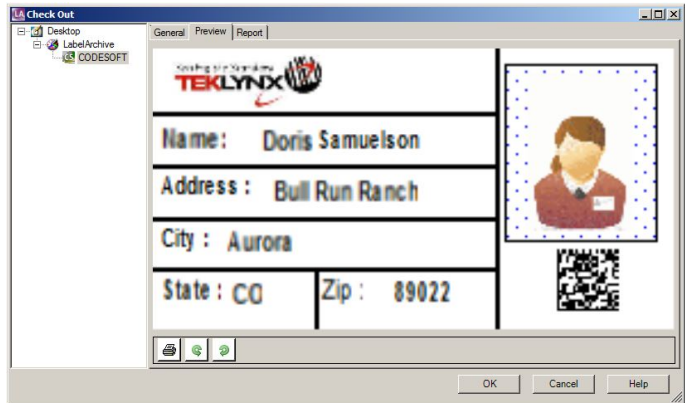 Check Out
Desktop
LabelArchive
CODESOFT
General Preview Report
TEKLYNX
Name: Doris Samuelson
Address : Bull Run Ranch
City : Aurora
State : CO Zip : 89022
OK Cancel Help